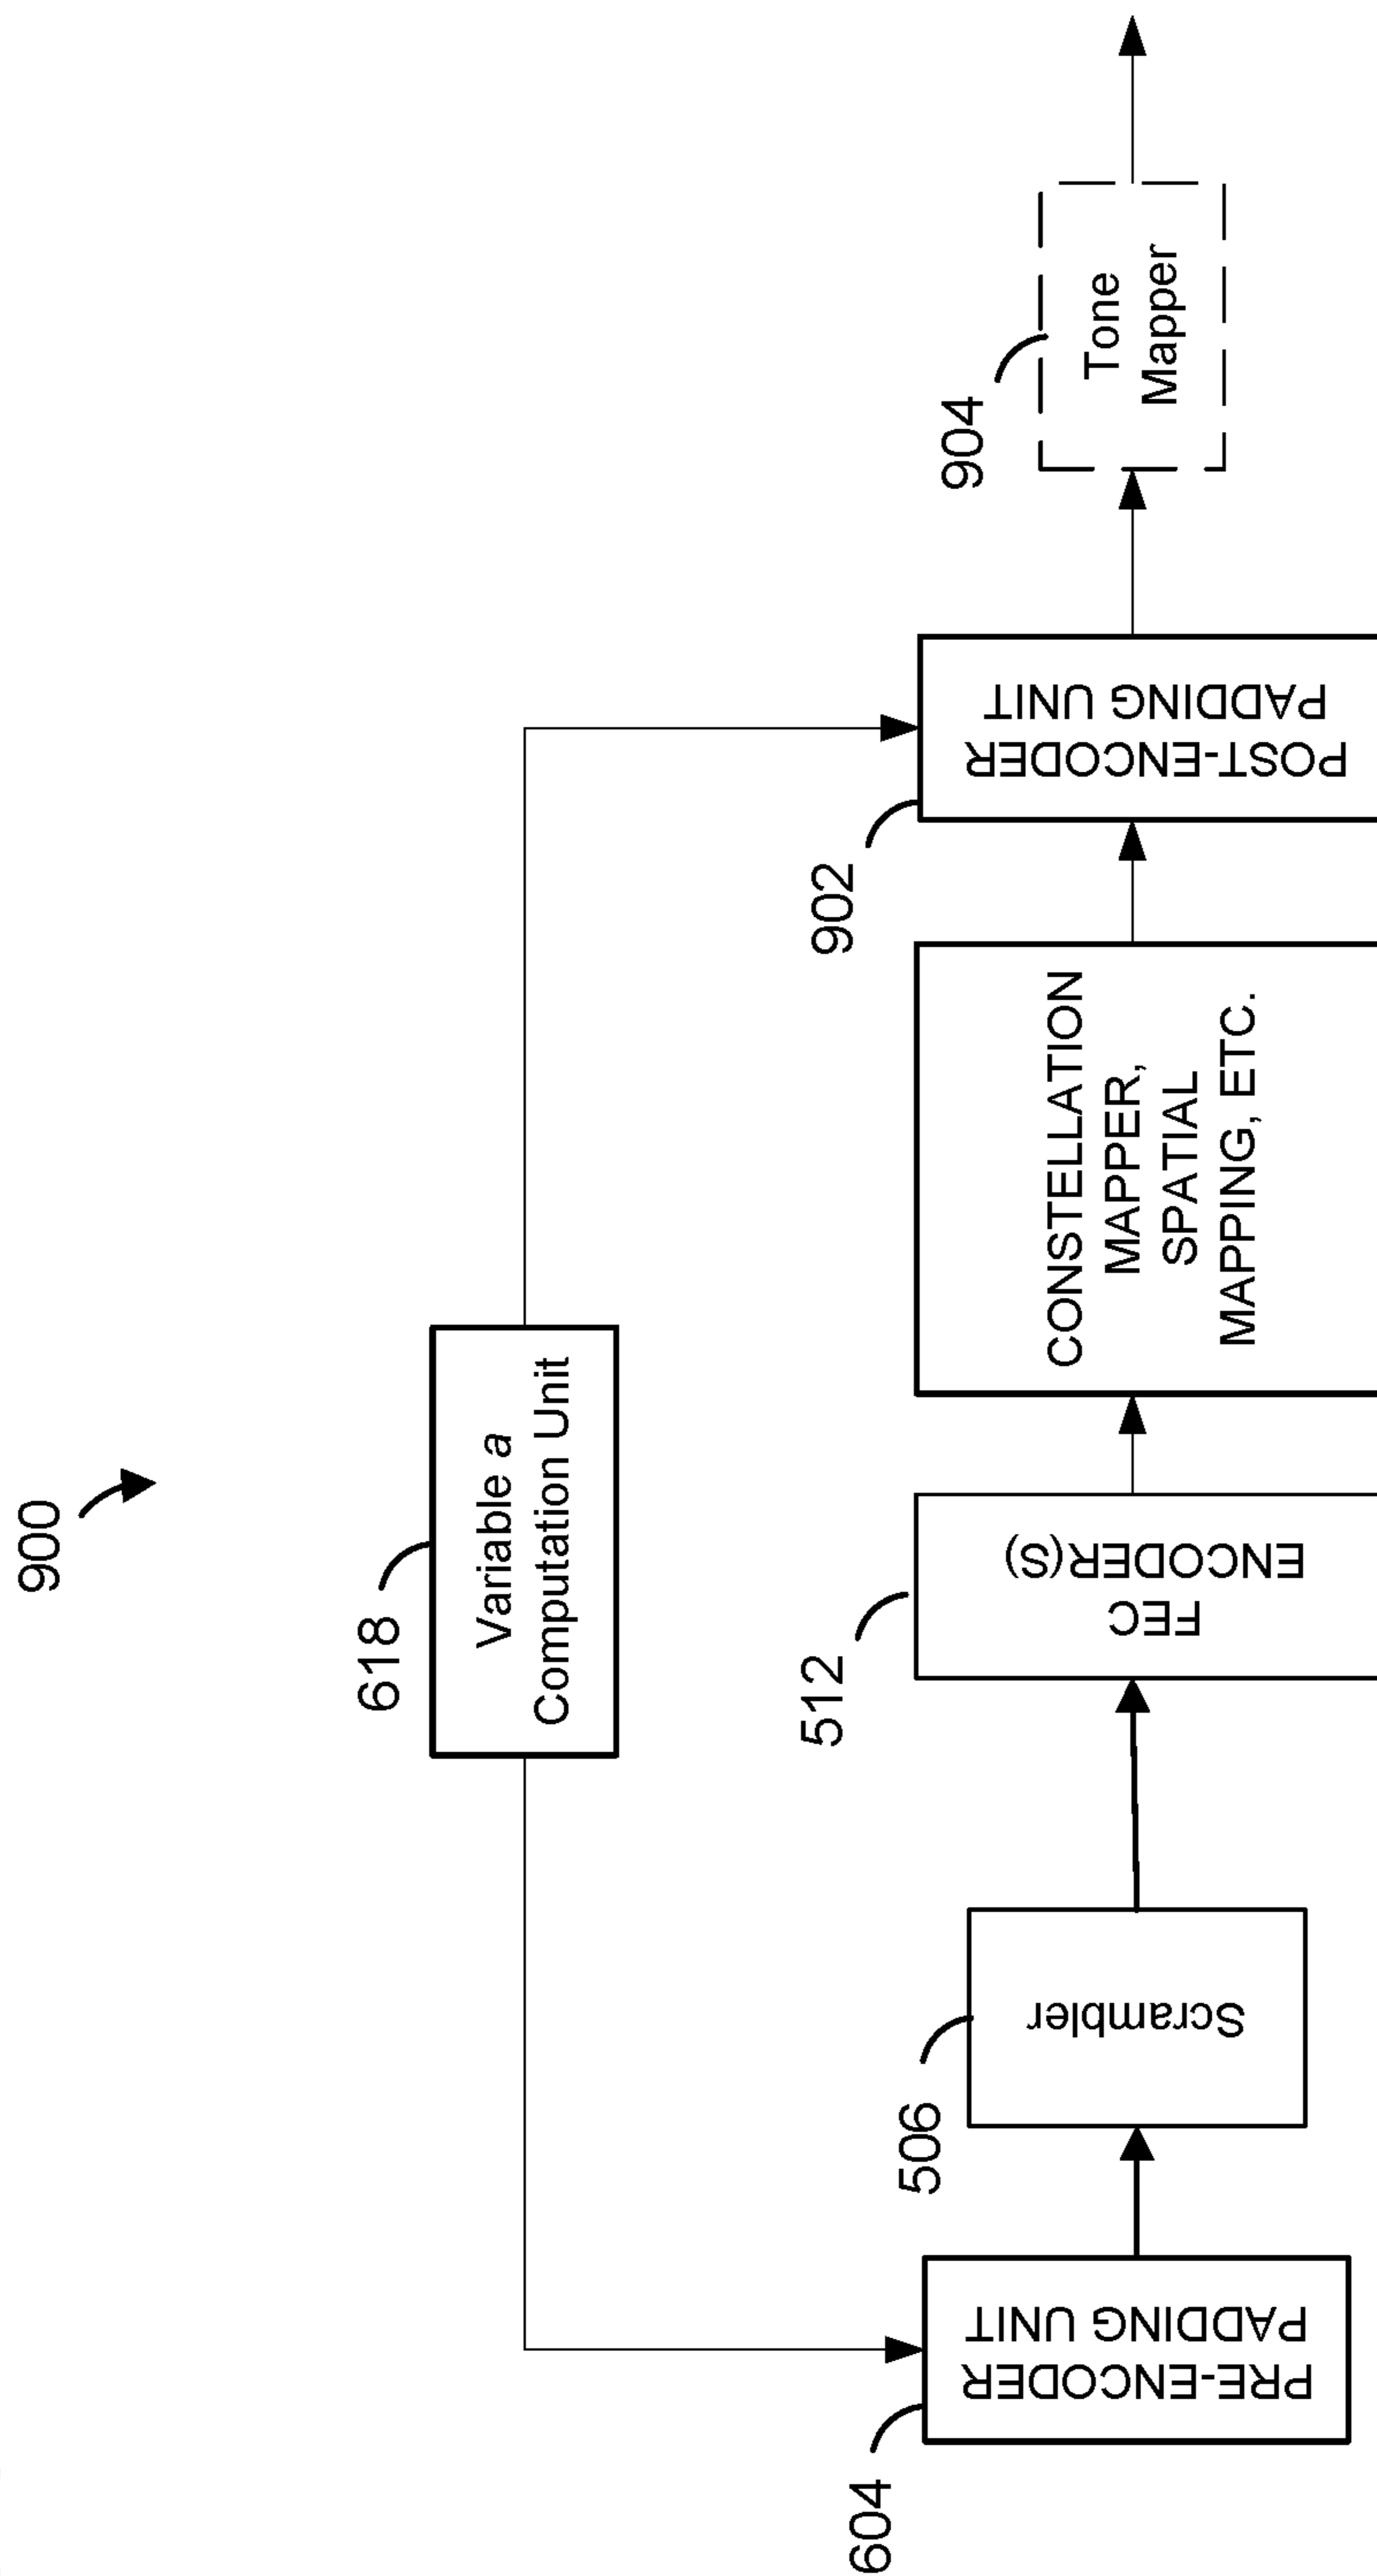 900
618
Variable a
Computation Unit
604
PRE-ENCODER
PADDING UNIT
506
Scrambler
512
FEC
ENCODER(S)
CONSTELLATION
MAPPER,
SPATIAL
MAPPING, ETC.
902
POST-ENCODER
PADDING UNIT
904
Tone
Mapper